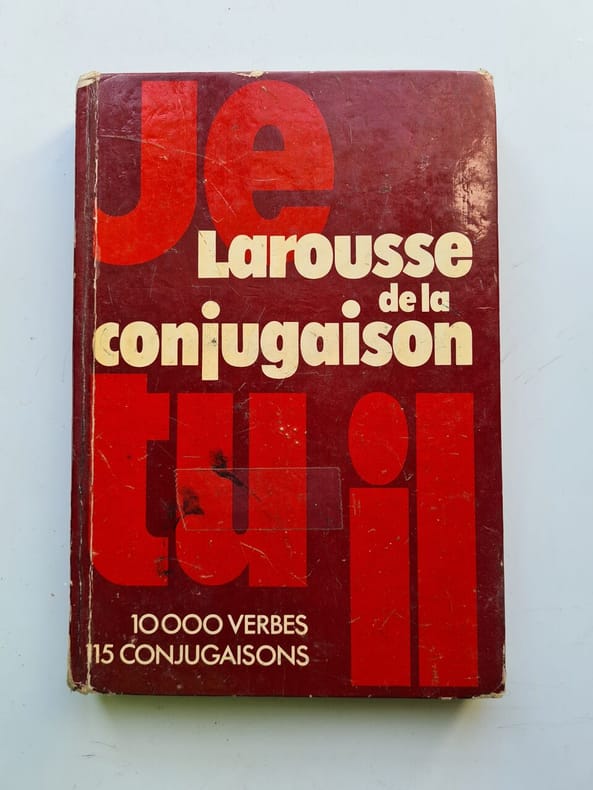 Je
Larousse
de la
conjugaison
tu il
10 000 VERBES
115 CONJUGAISONS